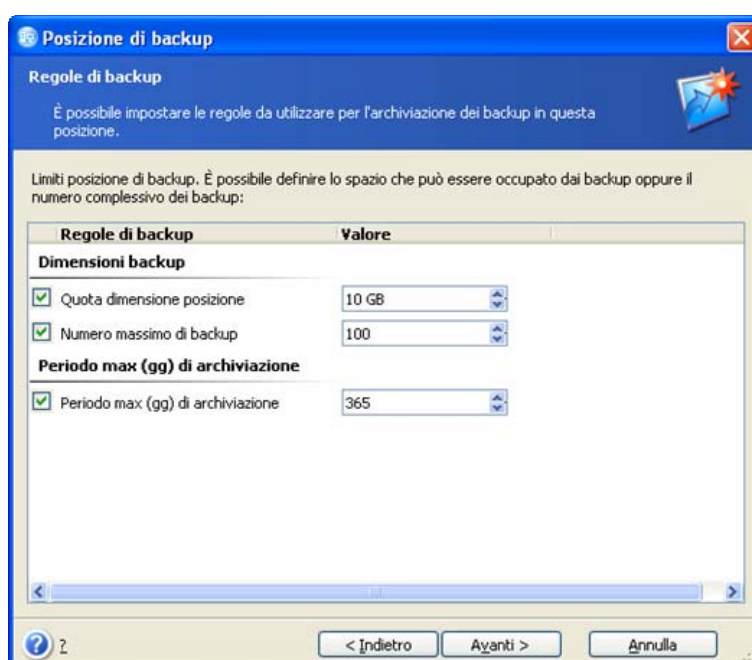 Posizione di backup
Regole di backup
È possibile impostare le regole da utilizzare per l'archiviazione dei backup in questa
posizione.
Limiti posizione di backup. È possibile definire lo spazio che può essere occupato dai backup oppure il
numero complessivo dei backup:
Regole di backup Valore
Dimensioni backup
Quota dimensione posizione 10 GB
Numero massimo di backup 100
Periodo max (gg) di archiviazione
Periodo max (gg) di archiviazione 365
? ? < Indietro Avanti > Annulla